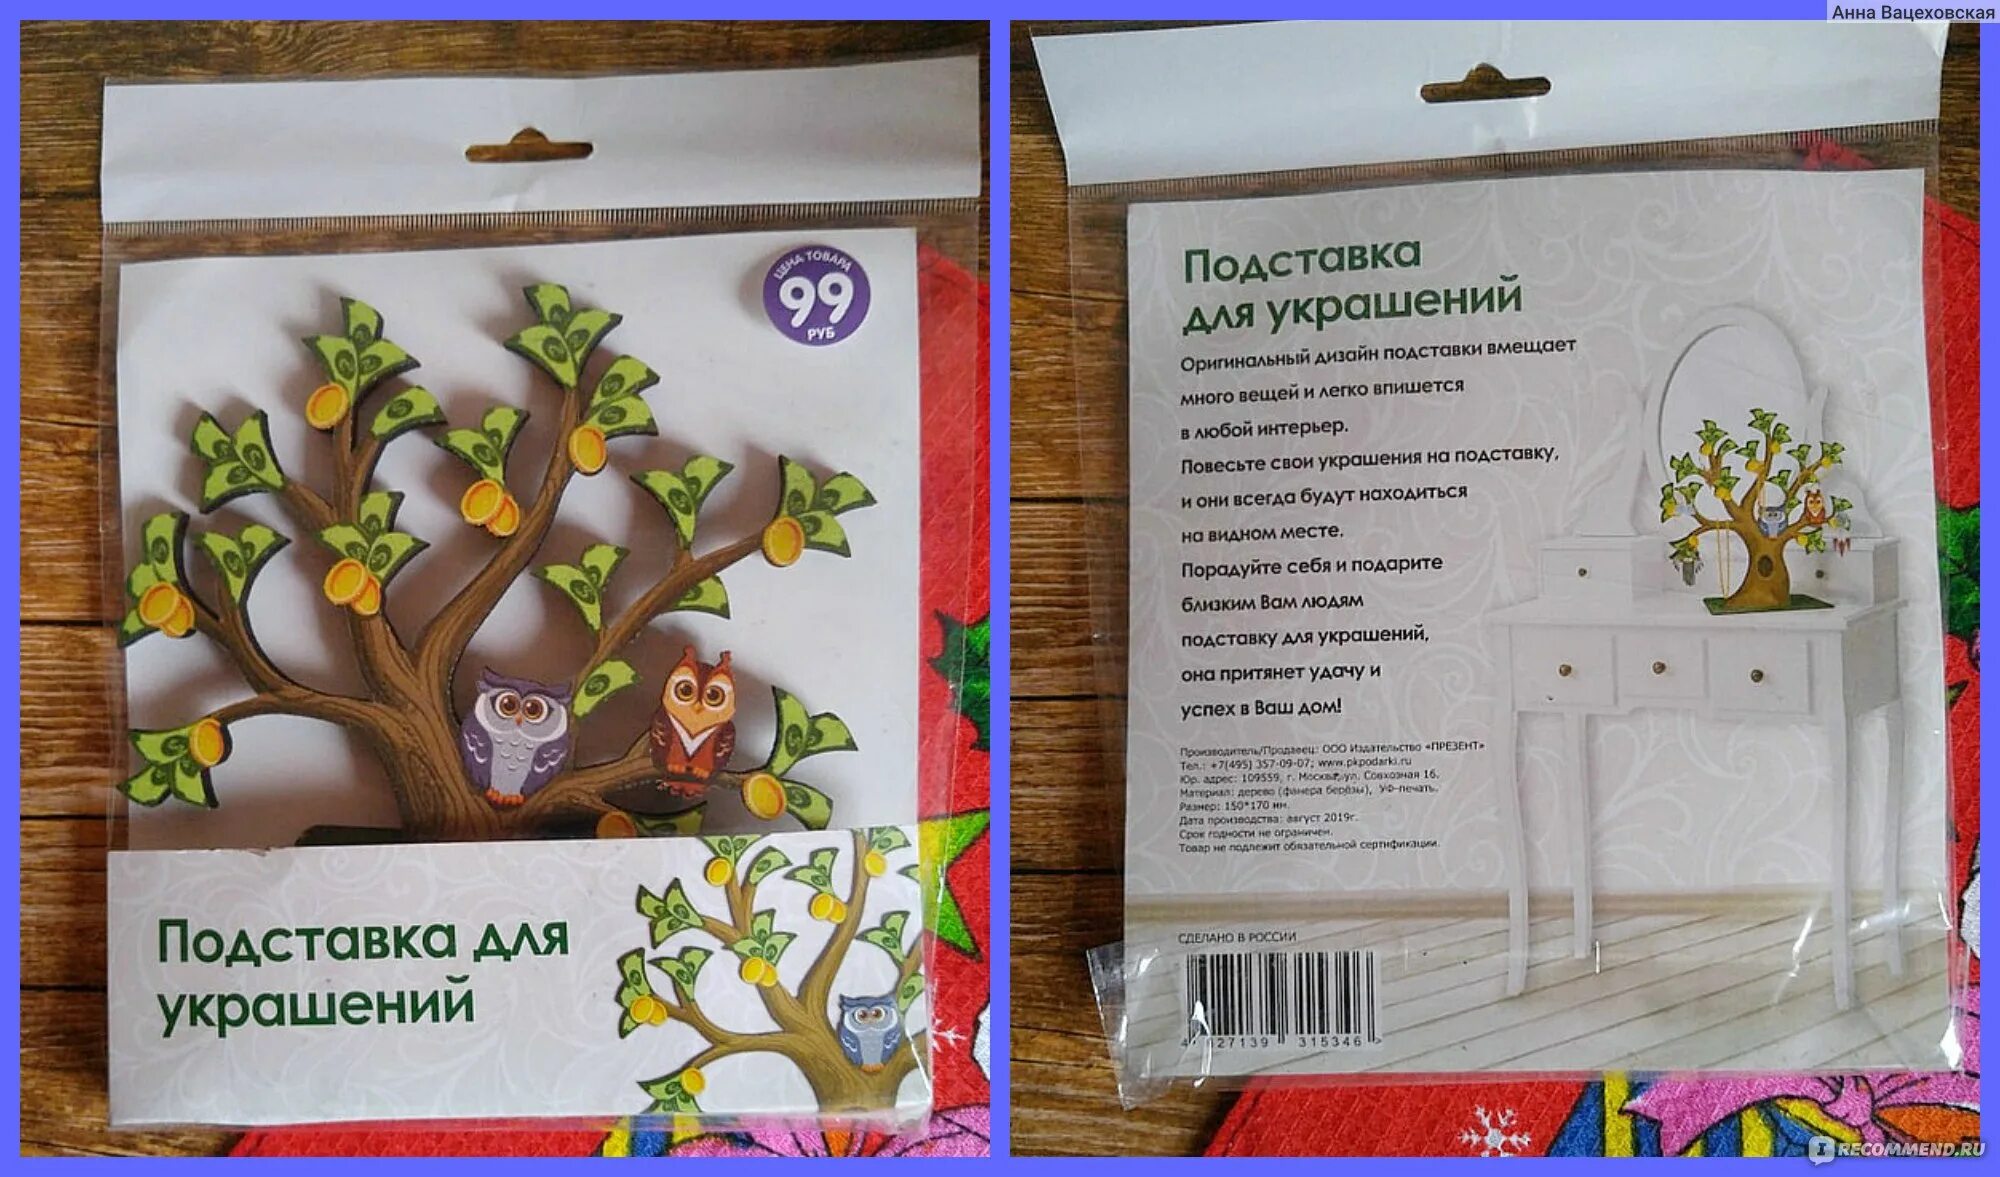 Анна Вацеховская
ЦЕНА ТОВАРА
99
РУБ
Подставка для
украшений
Подставка
для украшений
Оригинальный дизайн подставки вмещает
много вещей и легко впишется
в любой интерьер.
Повесьте свои украшения на подставку,
и они всегда будут находиться
на видном месте.
Порадуйте себя и подарите
близким Вам людям
подставку для украшений,
она притянет удачу и
успех в Ваш дом!
Производитель/Продавец: ООО Издательство «ПРЕЗЕНТ»
Тел.: +7(495) 357-09-07; www.pkpodarki.ru
Юр. адрес: 109559, г. Москва, ул. Совхозная 16.
Материал: дерево (фанера берёзы), УФ-печать.
Размер: 150*170 мм.
Дата производства: август 2019г.
Срок годности не ограничен.
Товар не подлежит обязательной сертификации.
СДЕЛАНО В РОССИИ
4 627139 315346 >
RECOMMEND.RU